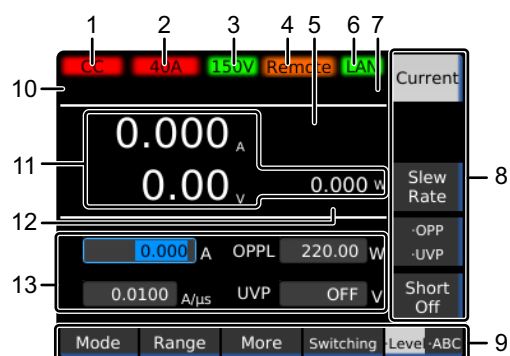 1 2 3 4 5 6 7
CC 40A 150V Remote LAN
Current
10
0.000 A
11
0.00 V 0.000 W
Slew
Rate
8
12
·OPP
·UVP
0.000 A OPPL 220.00 W
13
0.0100 A/µs UVP OFF V
Short
Off
Mode Range More Switching ·Level ·ABC
9